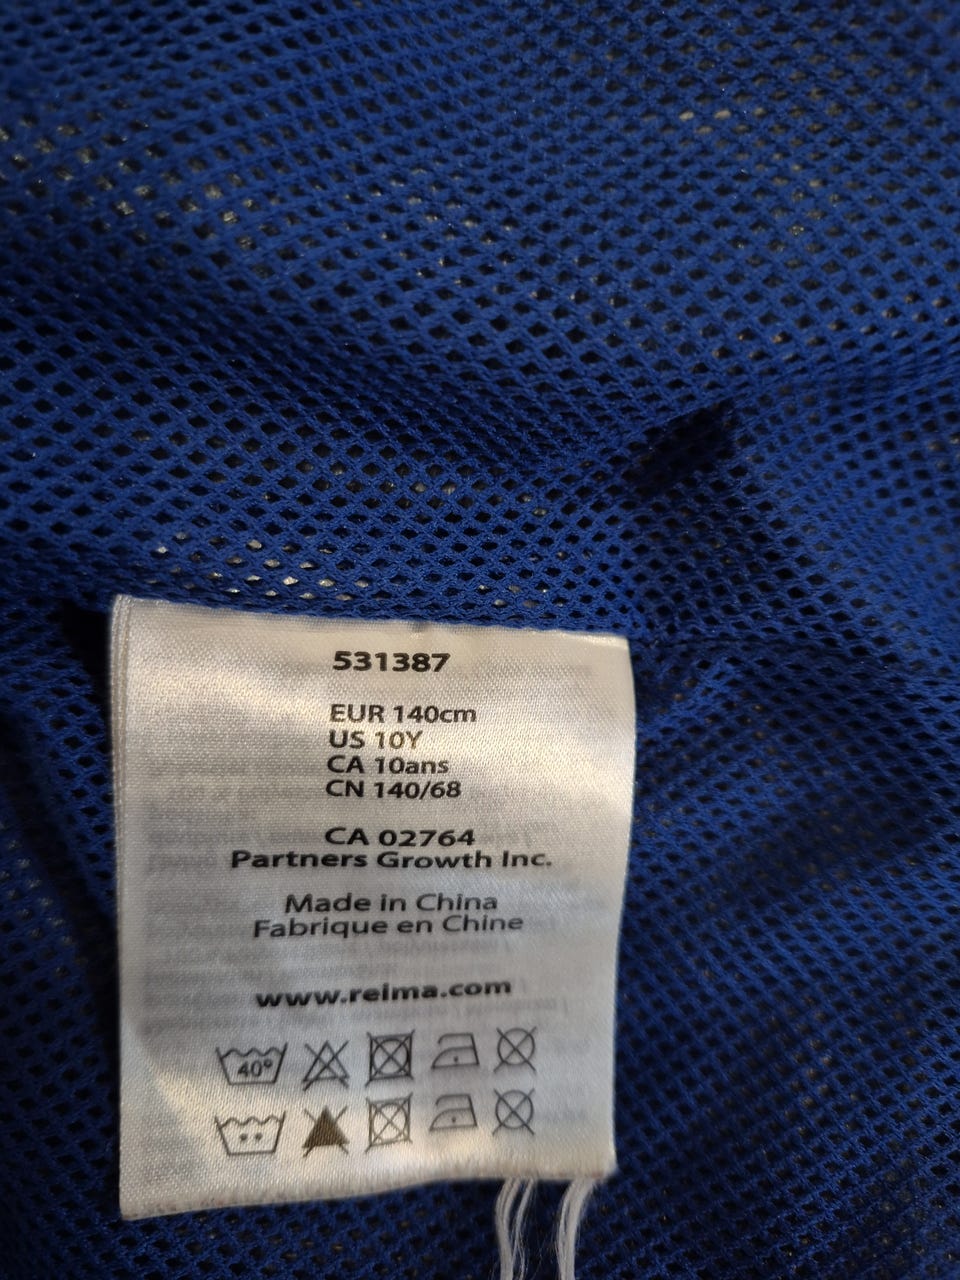 531387
EUR 140cm
US 10Y
CA 10ans
CN 140/68
CA 02764
Partners Growth Inc.
Made in China
Fabrique en Chine
www.reima.com
40°